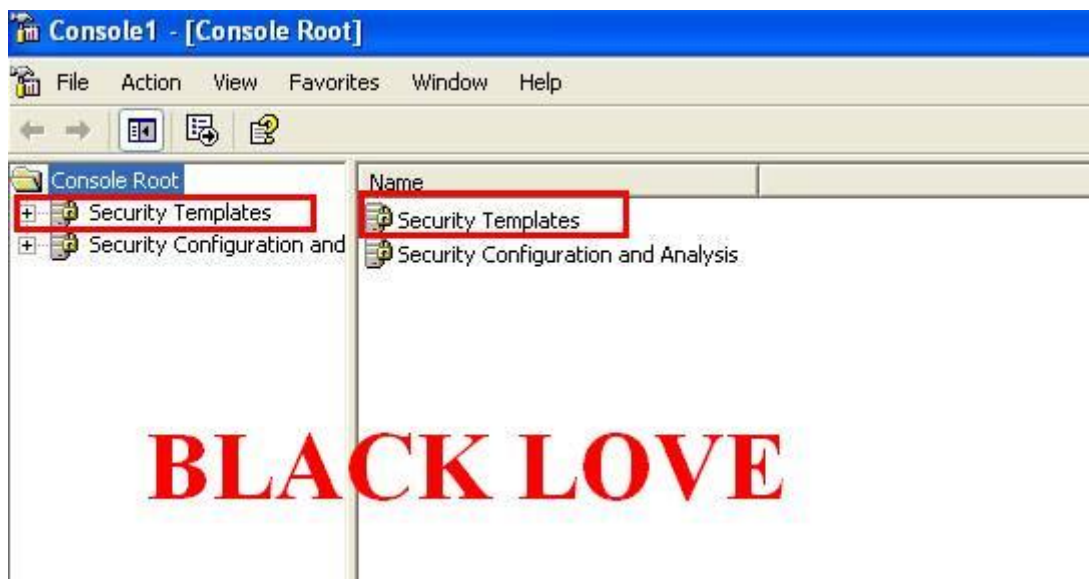 Console1 - [Console Root]
File Action View Favorites Window Help
Console Root
Security Templates
Security Configuration and
Name
Security Templates
Security Configuration and Analysis
BLACK LOVE